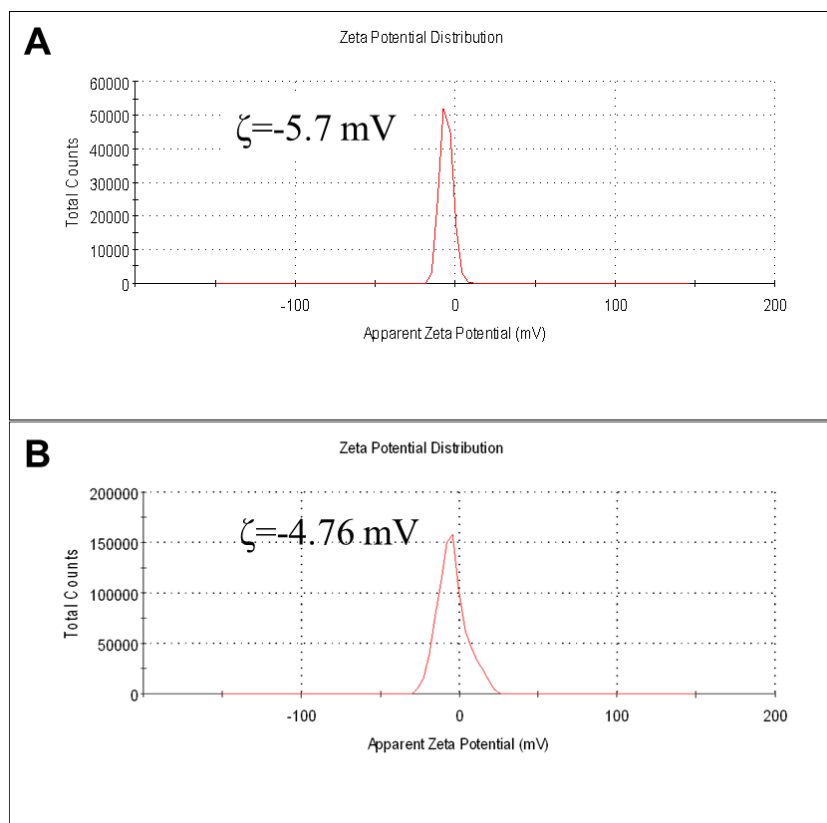 A
Zeta Potential Distribution
60000
50000
40000
30000
20000
10000
0
Total Counts
ζ=-5.7 mV
-100
0
100
200
Apparent Zeta Potential (mV)
B
Zeta Potential Distribution
200000
150000
100000
50000
0
Total Counts
ζ=-4.76 mV
-100
0
100
200
Apparent Zeta Potential (mV)